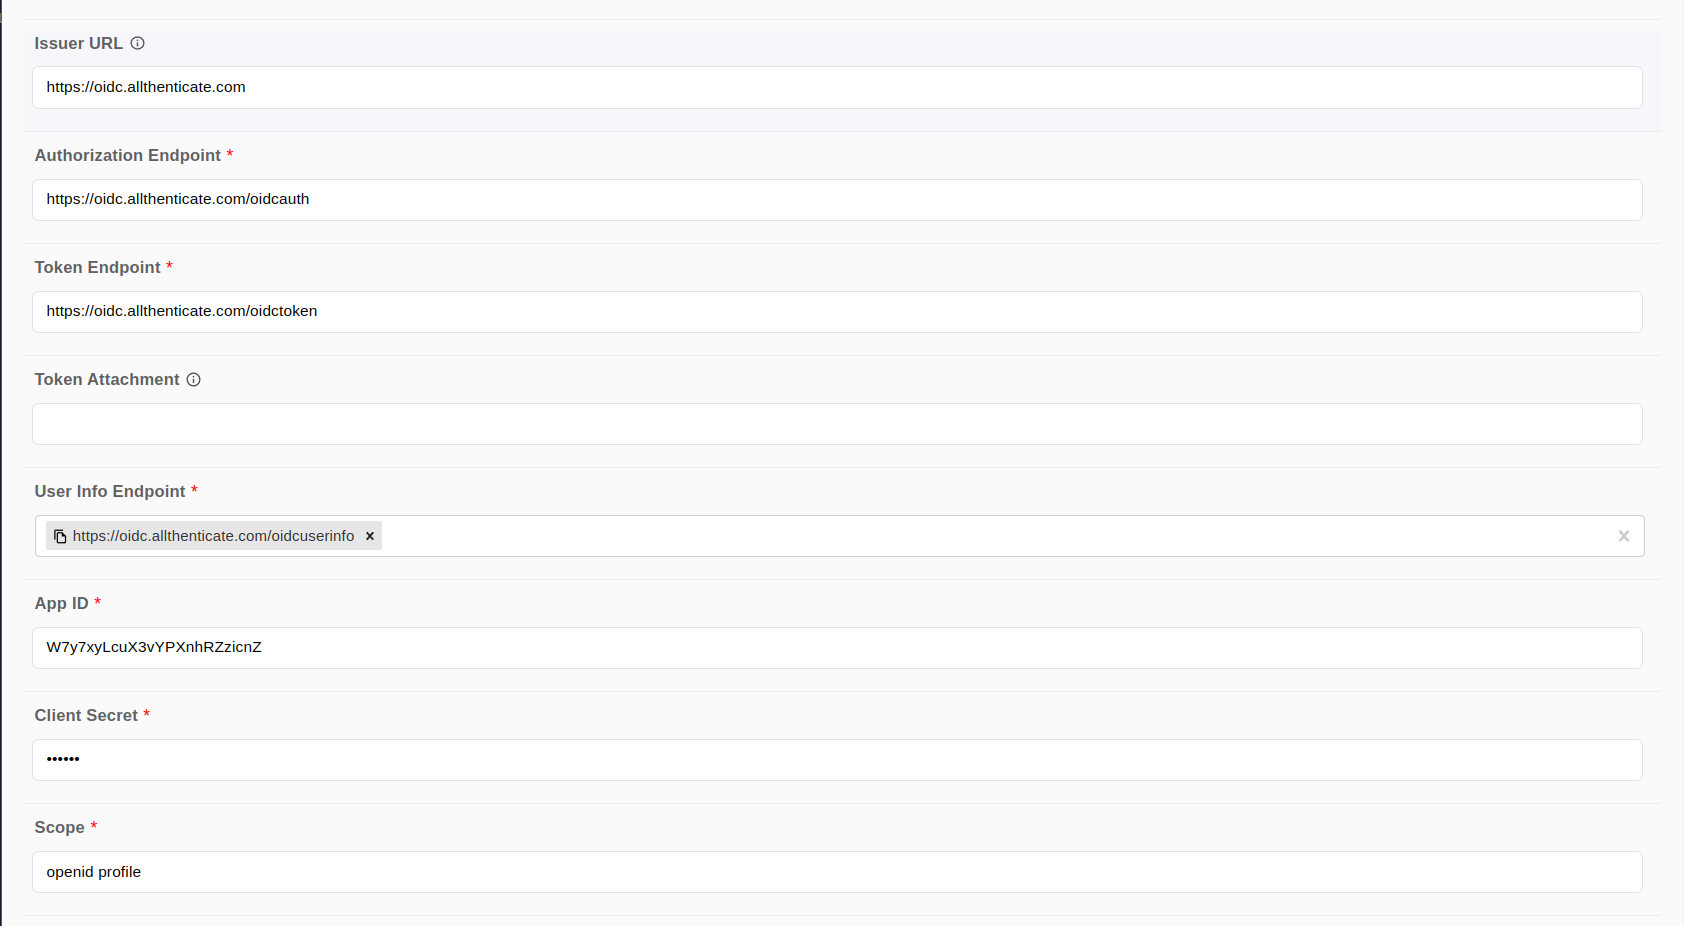 Issuer URL
https://oidc.allthenticate.com
Authorization Endpoint *
https://oidc.allthenticate.com/oidcauth
Token Endpoint *
https://oidc.allthenticate.com/oidctoken
Token Attachment
User Info Endpoint *
https://oidc.allthenticate.com/oidcuserinfo
App ID *
W7y7xyLcuX3vYPXnhRZzicnZ
Client Secret *
••••••
Scope *
openid profile